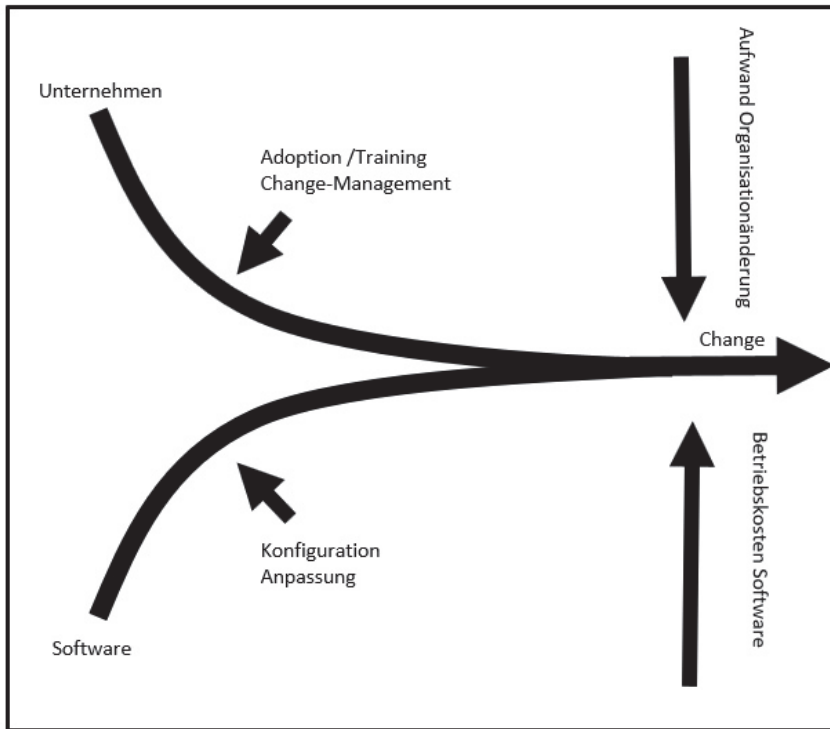 Unternehmen
Adoption /Training
Change-Management
Aufwand Organisationänderung
Change
Konfiguration
Anpassung
Betriebskosten Software
Software